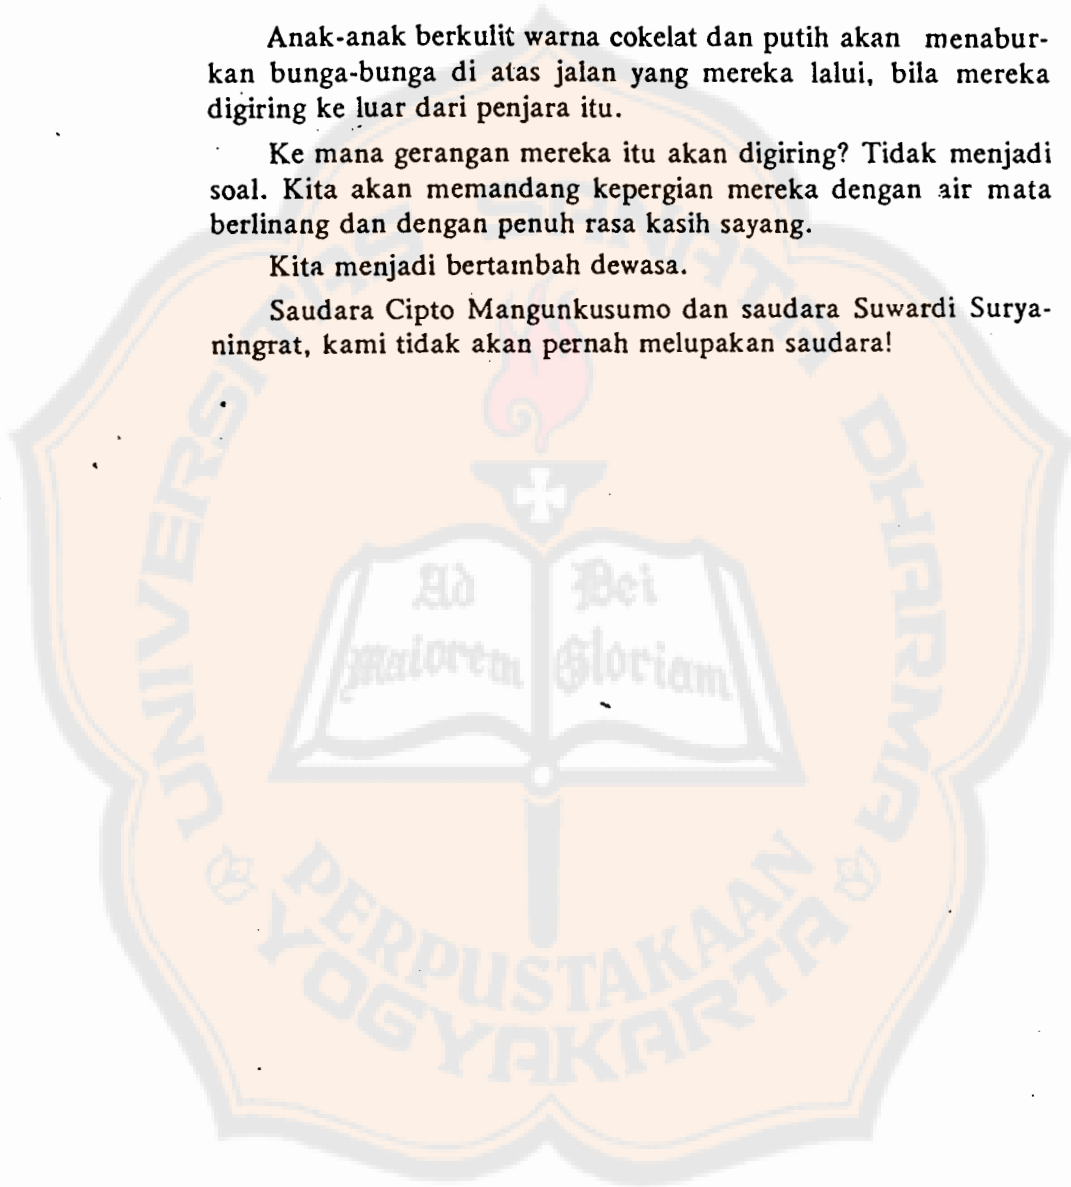 Anak-anak berkulit warna cokelat dan putih akan menabur-
kan bunga-bunga di atas jalan yang mereka lalui, bila mereka
digiring ke luar dari penjara itu.
Ke mana gerangan mereka itu akan digiring? Tidak menjadi
soal. Kita akan memandang kepergian mereka dengan air mata
berlinang dan dengan penuh rasa kasih sayang.
Kita menjadi bertambah dewasa.
Saudara Cipto Mangunkusumo dan saudara Suwardi Surya-
ningrat, kami tidak akan pernah melupakan saudara!
UNIVERSITAS SANATA DHARMA
Ad
maiorem
Dei
Gloriam
PERPUSTAKAAN
YOGYAKARTA